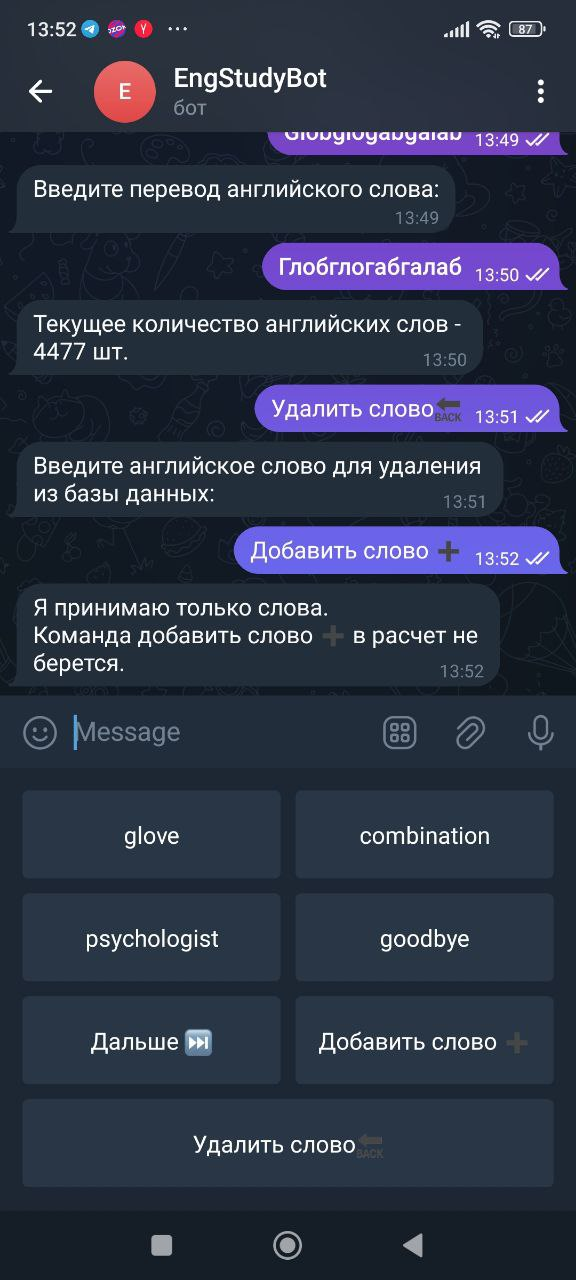 13:52
87
EngStudyBot
E
бот
Globglogabgalab 13:49
Введите перевод английского слова:
13:49
Глобглогабгалаб 13:50
Текущее количество английских слов -
4477 шт.
13:50
Удалить слово🔙 13:51
Введите английское слово для удаления
из базы данных:
13:51
Добавить слово ➕ 13:52
Я принимаю только слова.
Команда добавить слово ➕ в расчет не
берется.
13:52
Message
glove
combination
psychologist
goodbye
Дальше ⏭
Добавить слово ➕
Удалить слово🔙